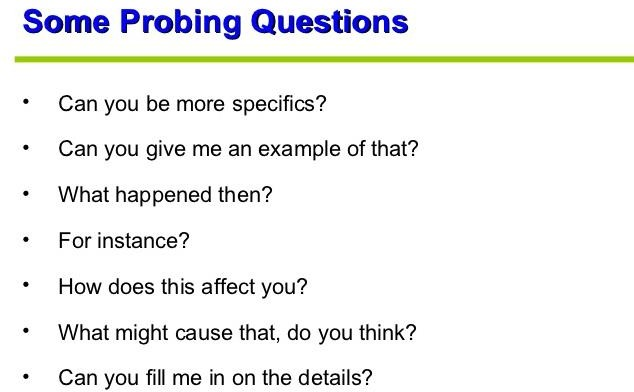 Some Probing Questions
• Can you be more specifics?
• Can you give me an example of that?
• What happened then?
• For instance?
• How does this affect you?
• What might cause that, do you think?
• Can you fill me in on the details?